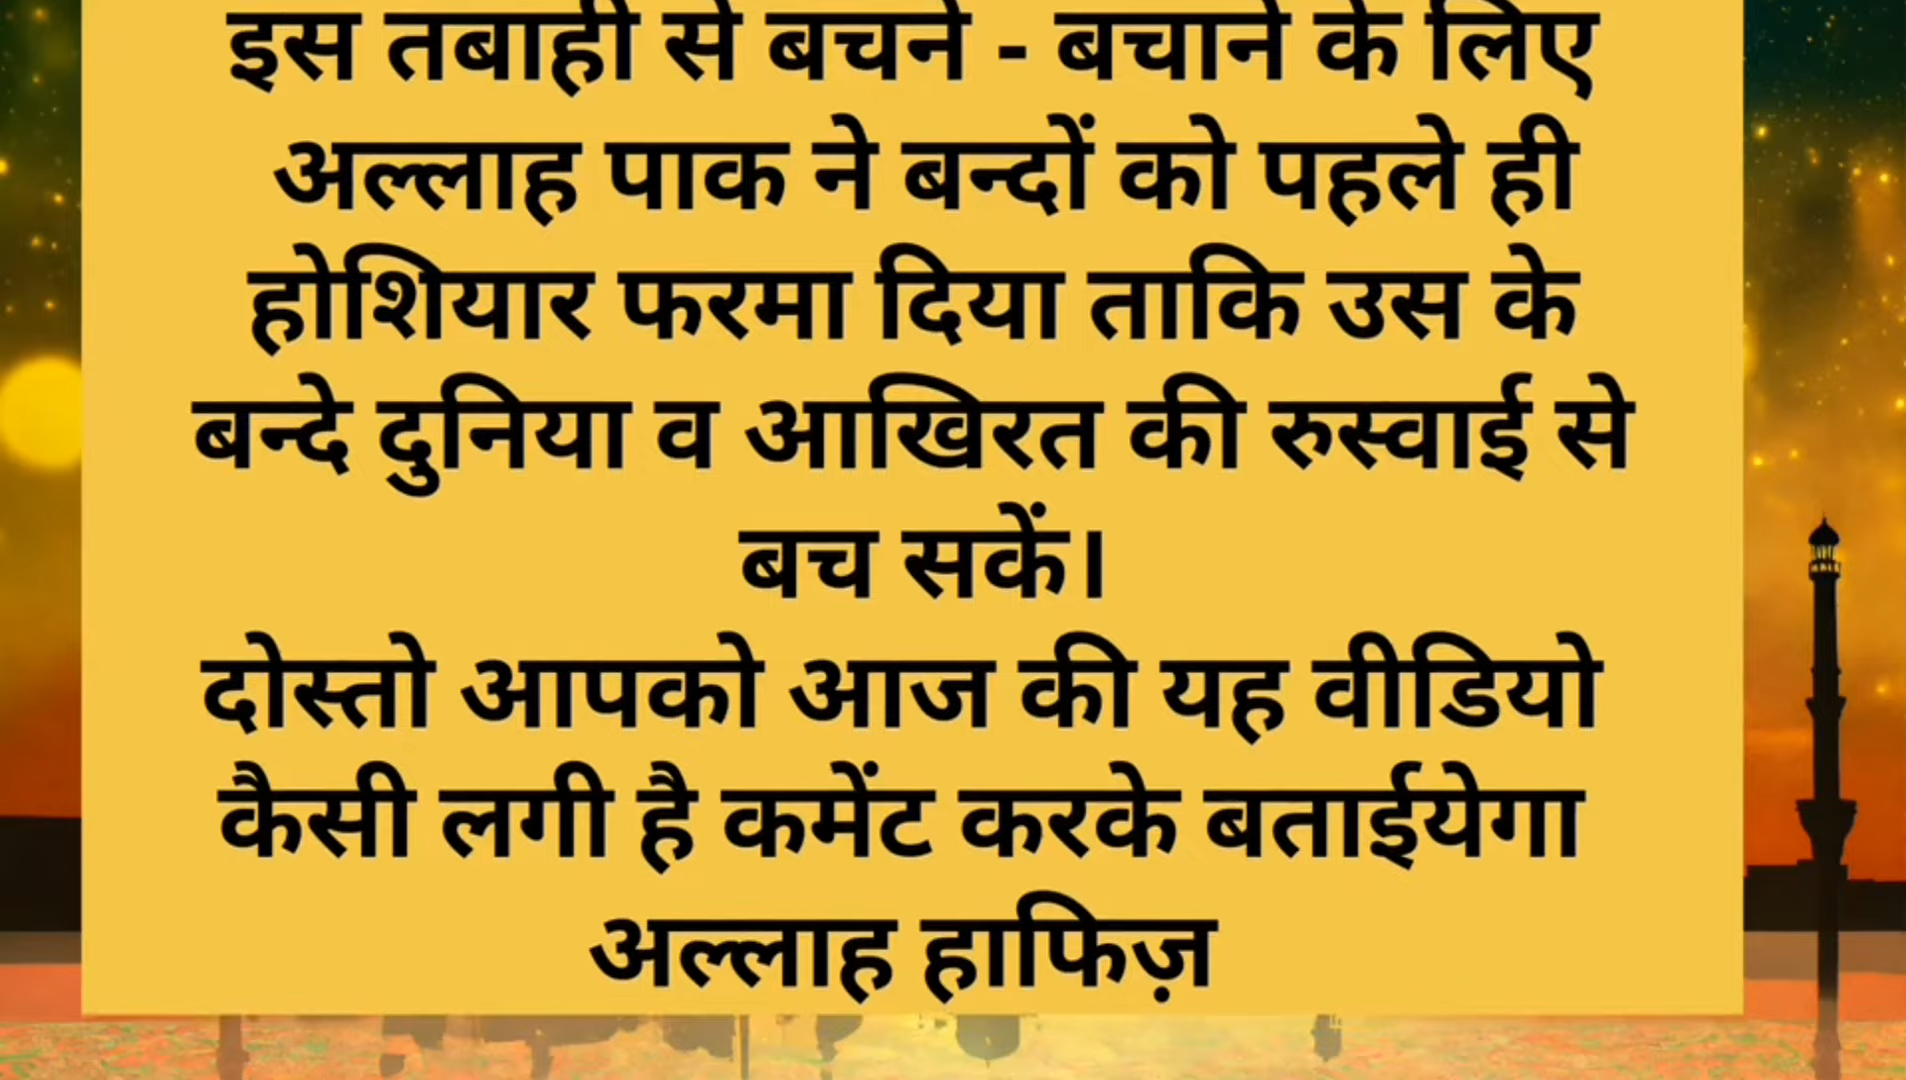 इस तबाही से बचने - बचाने के लिए
अल्लाह पाक ने बन्दों को पहले ही
होशियार फरमा दिया ताकि उस के
बन्दे दुनिया व आखिरत की रुस्वाई से
बच सकें।
दोस्तो आपको आज की यह वीडियो
कैसी लगी है कमेंट करके बताईयेगा
अल्लाह हाफिज़